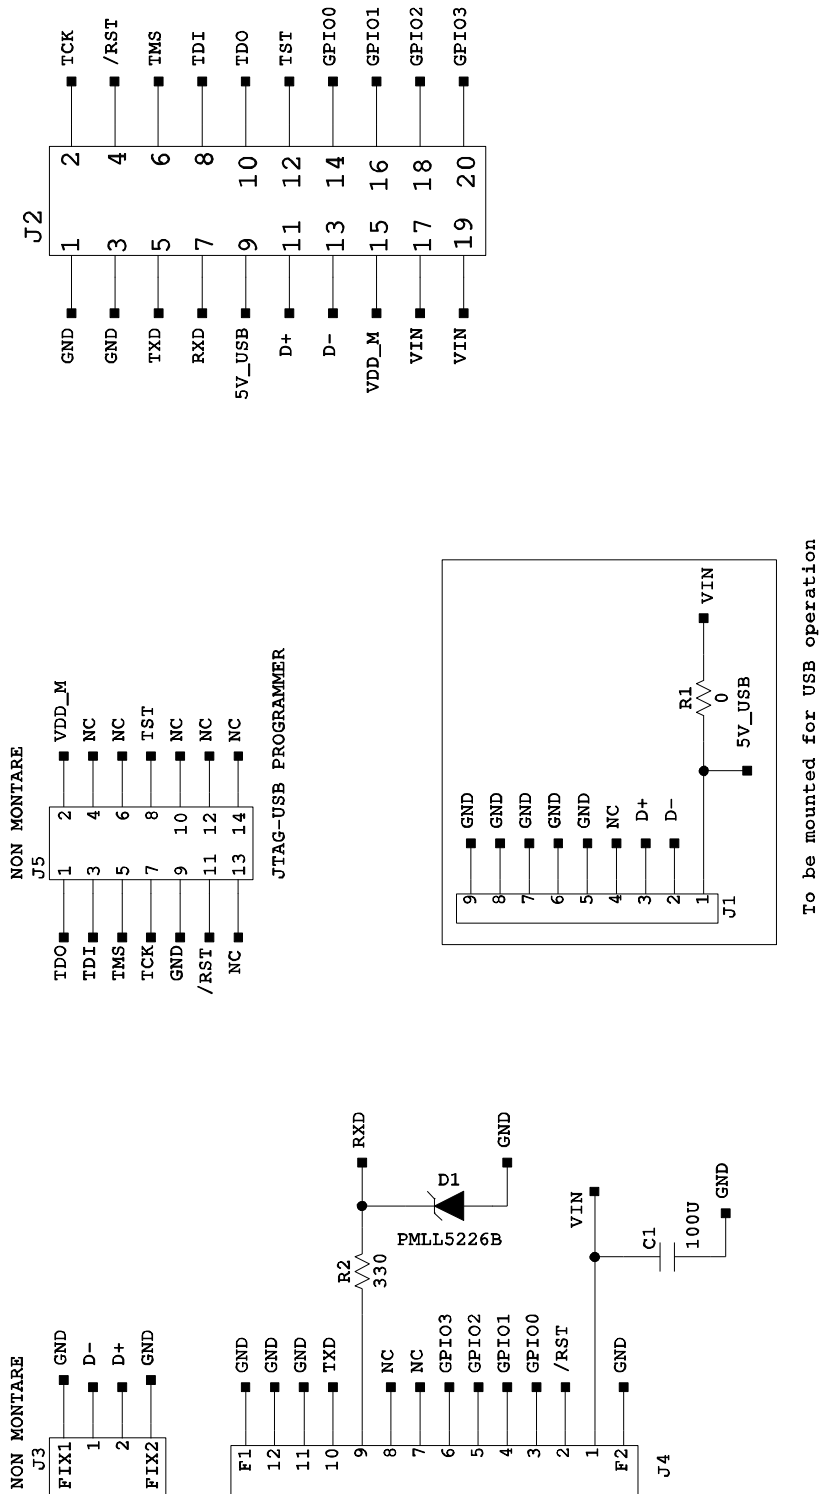 J2
GND 1 2 TCK
GND 3 4 /RST
TXD 5 6 TMS
RXD 7 8 TDI
5V_USB 9 10 TDO
D+ 11 12 TST
D- 13 14 GPIO0
VDD_M 15 16 GPIO1
VIN 17 18 GPIO2
VIN 19 20 GPIO3
NON MONTARE
J5
TDO 1 2 VDD_M
TDI 3 4 NC
TMS 5 6 NC
TCK 7 8 TST
GND 9 10 NC
/RST 11 12 NC
NC 13 14 NC
JTAG-USB PROGRAMMER
9 GND
8 GND
7 GND
6 GND
5 GND
4 NC
3 D+
2 D-
1
J1
R1
0
VIN
5V_USB
To be mounted for USB operation
NON MONTARE
J3
FIX1 GND
1 D-
2 D+
FIX2 GND
F1 GND
12 GND
11 GND
10 TXD
9
R2
330
RXD
D1
PMLL5226B
GND
8 NC
7 NC
6 GPIO3
5 GPIO2
4 GPIO1
3 GPIO0
2 /RST
1
VIN
C1
100U
GND
F2 GND
J4